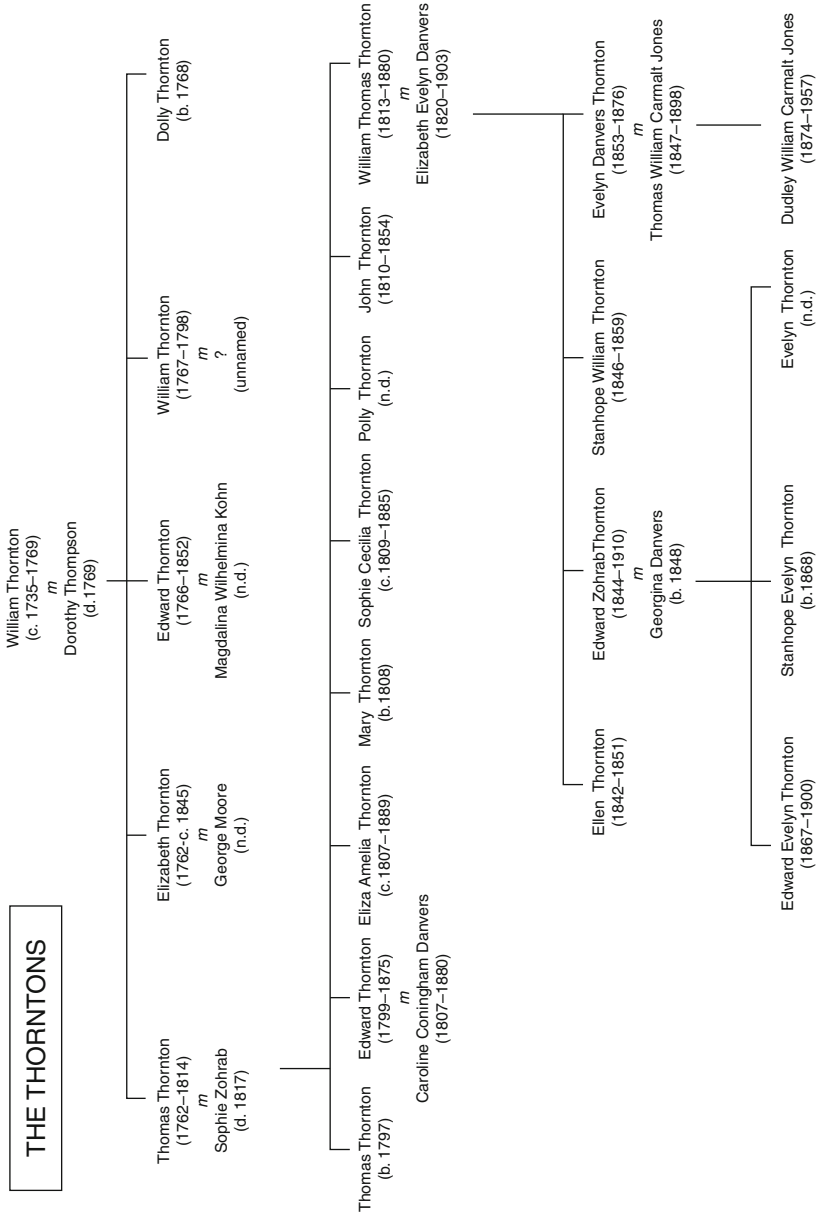 THE THORNTONS
William Thornton
(c. 1735–1769)
m
Dorothy Thompson
(d. 1769)
Thomas Thornton
(1762–1814)
m
Sophie Zohrab
(d. 1817)
Elizabeth Thornton
(1762-c. 1845)
m
George Moore
(n.d.)
Edward Thornton
(1766–1852)
m
Magdalina Wilhelmina Kohn
(n.d.)
William Thornton
(1767–1798)
m
?
(unnamed)
Dolly Thornton
(b. 1768)
Thomas Thornton
(b. 1797)
Edward Thornton
(1799–1875)
m
Caroline Coningham Danvers
(1807–1880)
Eliza Amelia Thornton
(c.1807–1889)
Mary Thornton
(b.1808)
Sophie Cecilia Thornton
(c.1809–1885)
Polly Thornton
(n.d.)
John Thornton
(1810–1854)
William Thomas Thornton
(1813–1880)
m
Elizabeth Evelyn Danvers
(1820–1903)
Ellen Thornton
(1842–1851)
Edward ZohrabThornton
(1844–1910)
m
Georgina Danvers
(b. 1848)
Stanhope William Thornton
(1846–1859)
Evelyn Danvers Thornton
(1853–1876)
m
Thomas William Carmalt Jones
(1847–1898)
Edward Evelyn Thornton
(1867–1900)
Stanhope Evelyn Thornton
(b.1868)
Evelyn Thornton
(n.d.)
Dudley William Carmalt Jones
(1874–1957)